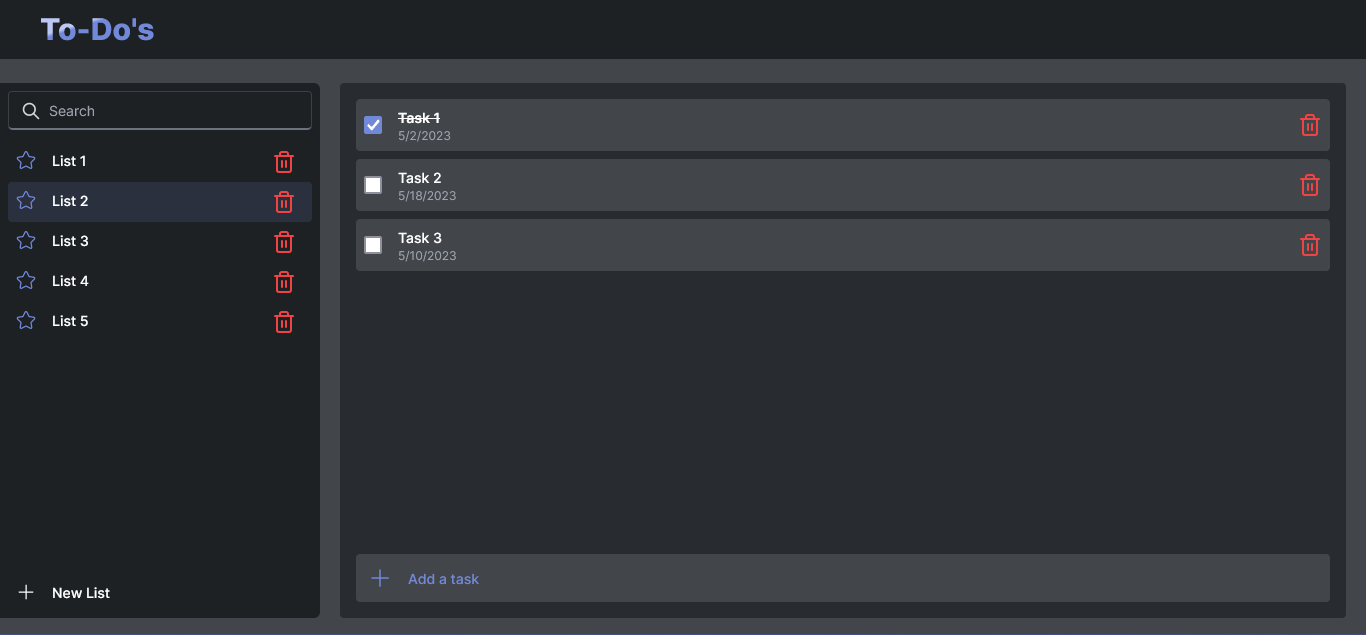 To-Do's
Search
List 1
List 2
List 3
List 4
List 5
New List
Task 1
5/2/2023
Task 2
5/18/2023
Task 3
5/10/2023
Add a task